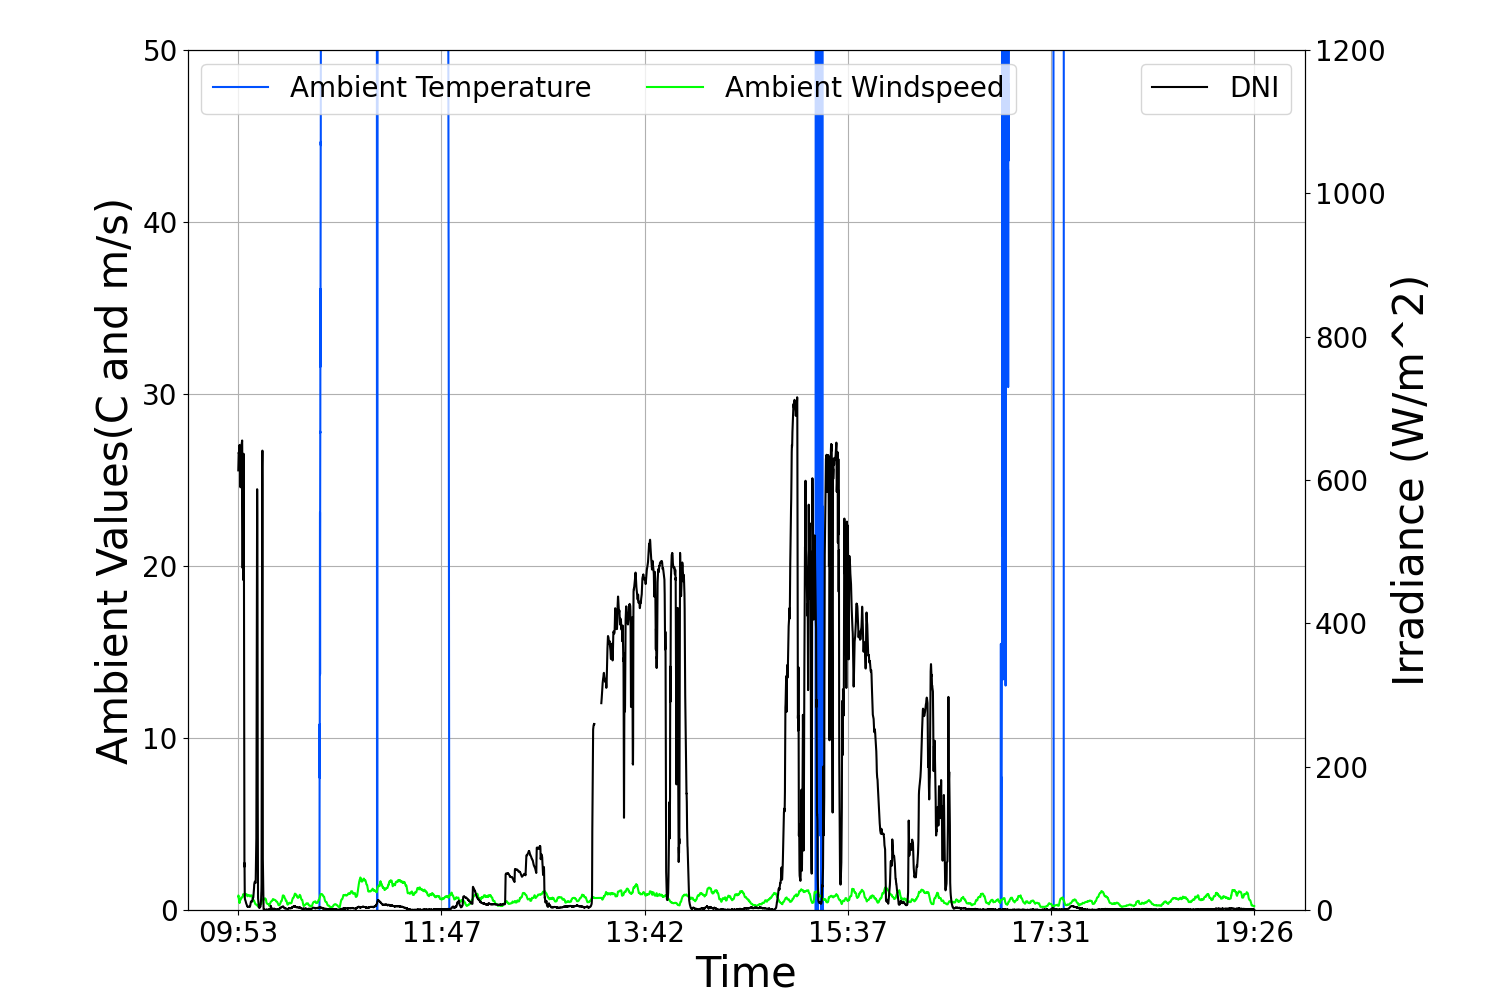 Ambient Temperature
Ambient Windspeed
DNI
Ambient Values(C and m/s)
50
40
30
20
10
0
1200
1000
800
600
400
200
0
Irradiance (W/m^2)
09:53 11:47 13:42 15:37 17:31 19:26
Time